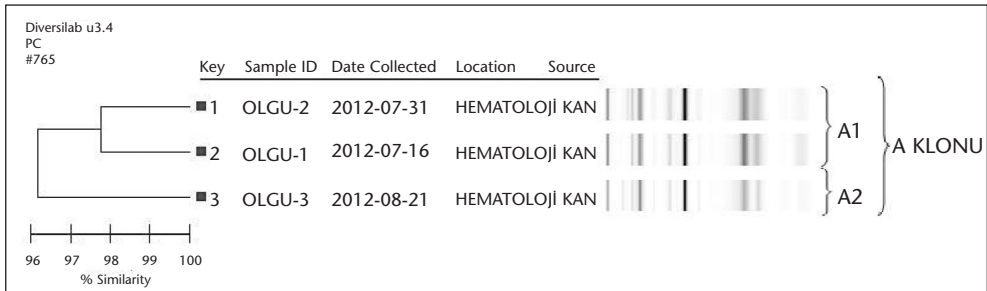 Diversilab u3.4
PC
#765
Key Sample ID Date Collected Location Source
1 OLGU-2 2012-07-31 HEMATOLOJİ KAN
2 OLGU-1 2012-07-16 HEMATOLOJİ KAN
3 OLGU-3 2012-08-21 HEMATOLOJİ KAN
A1
A2
A KLONU
96 97 98 99 100
% Similarity